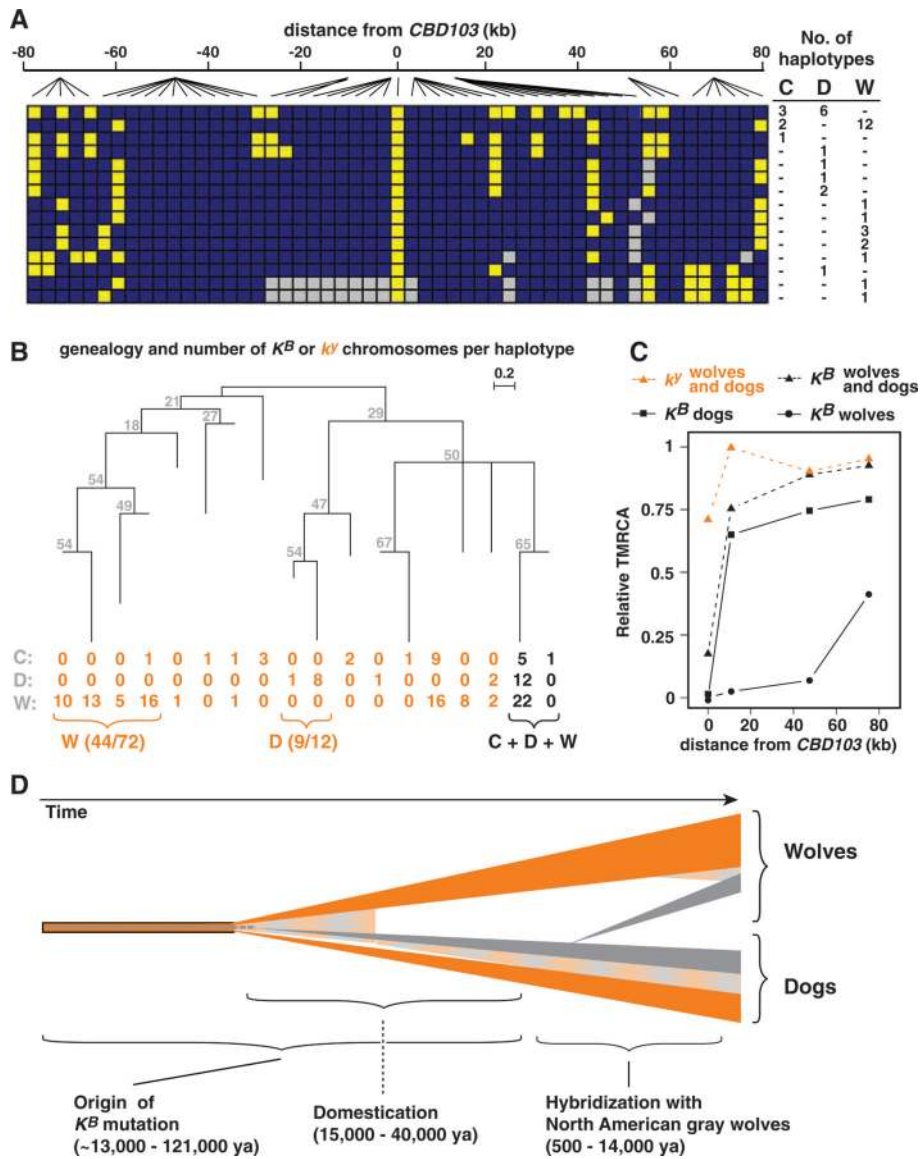 A
distance from CBD103 (kb)
-80 -60 -40 -20 0 20 40 60 80
No. of
haplotypes
C D W
3 6 -
2 - 12
1 - -
- 1 -
- 1 -
- 1 -
- 2 -
- - 1
- - 1
- - 3
- - 2
- - 1
- 1 -
- - 1
- - 1
B
genealogy and number of K^B or k^y chromosomes per haplotype
0.2
21
27
18
29
54
50
49
47
54
54
67
65
C: 0 0 0 1 0 1 1 3 0 0 2 0 1 9 0 0 5 1
D: 0 0 0 0 0 0 0 0 1 8 0 1 0 0 0 2 12 0
W: 10 13 5 16 1 0 1 0 0 0 0 0 0 16 8 2 22 0
W (44/72)
D (9/12)
C + D + W
C
k^y wolves and dogs
K^B wolves and dogs
K^B dogs
K^B wolves
Relative TMRCA
1
0.75
0.5
0.25
0
0 20 40 60 80
distance from CBD103 (kb)
D
Time
Wolves
Dogs
Origin of
K^B mutation
(~13,000 - 121,000 ya)
Domestication
(15,000 - 40,000 ya)
Hybridization with
North American gray wolves
(500 - 14,000 ya)